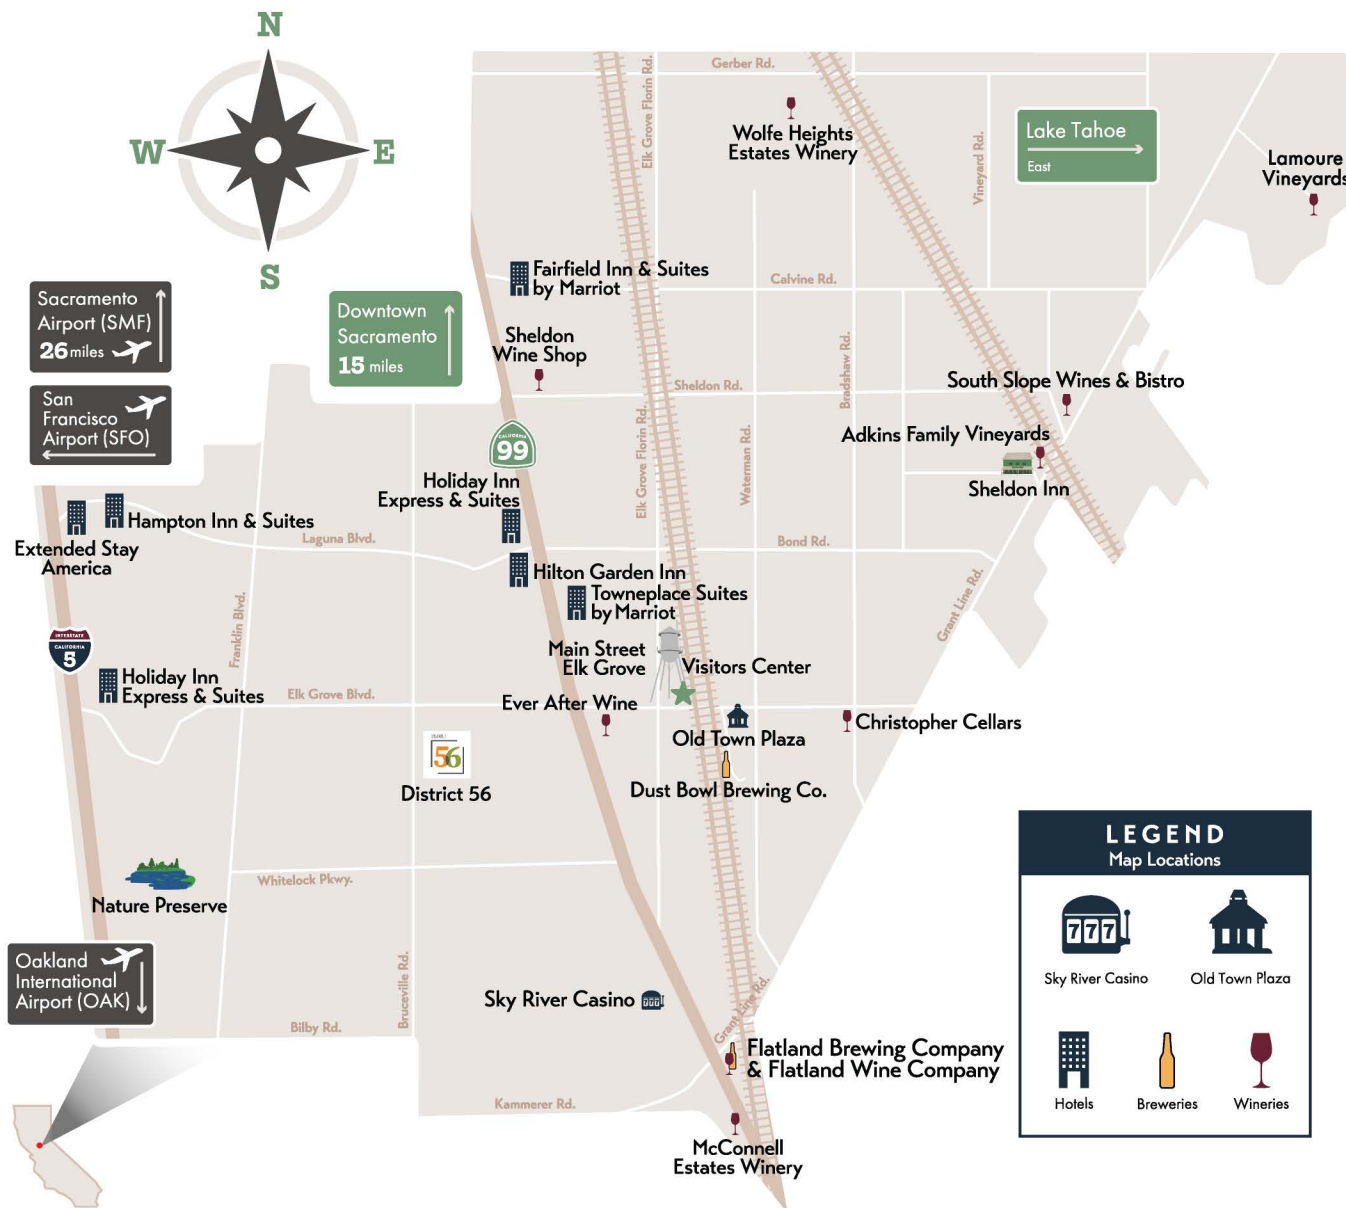 N
W
E
S
Gerber Rd.
Elk Grove Florin Rd.
Wolfe Heights
Estates Winery
Vineyard Rd.
Lake Tahoe
East
Lamoure
Vineyards
Sacramento
Airport (SMF)
26 miles
Downtown
Sacramento
15 miles
San
Francisco
Airport (SFO)
Fairfield Inn & Suites
by Marriot
Calvine Rd.
Sheldon
Wine Shop
Sheldon Rd.
Bradshaw Rd.
South Slope Wines & Bistro
Elk Grove Florin Rd.
Waterman Rd.
Adkins Family Vineyards
Sheldon Inn
CALIFORNIA
99
Holiday Inn
Express & Suites
Hampton Inn & Suites
Extended Stay
America
Laguna Blvd.
Bond Rd.
Hilton Garden Inn
Towneplace Suites
by Marriot
Franklin Blvd.
Grant Line Rd.
INTERSTATE
CALIFORNIA
5
Holiday Inn
Express & Suites
Main Street
Elk Grove
Visitors Center
Elk Grove Blvd.
Ever After Wine
Old Town Plaza
Christopher Cellars
56
District 56
Dust Bowl Brewing Co.
Whitelock Pkwy.
Nature Preserve
Oakland
International
Airport (OAK)
Bruceville Rd.
Bilby Rd.
Sky River Casino
777
Grant Line Rd.
Flatland Brewing Company
& Flatland Wine Company
Kammerer Rd.
McConnell
Estates Winery
LEGEND
Map Locations
777
Sky River Casino
Old Town Plaza
Hotels
Breweries
Wineries